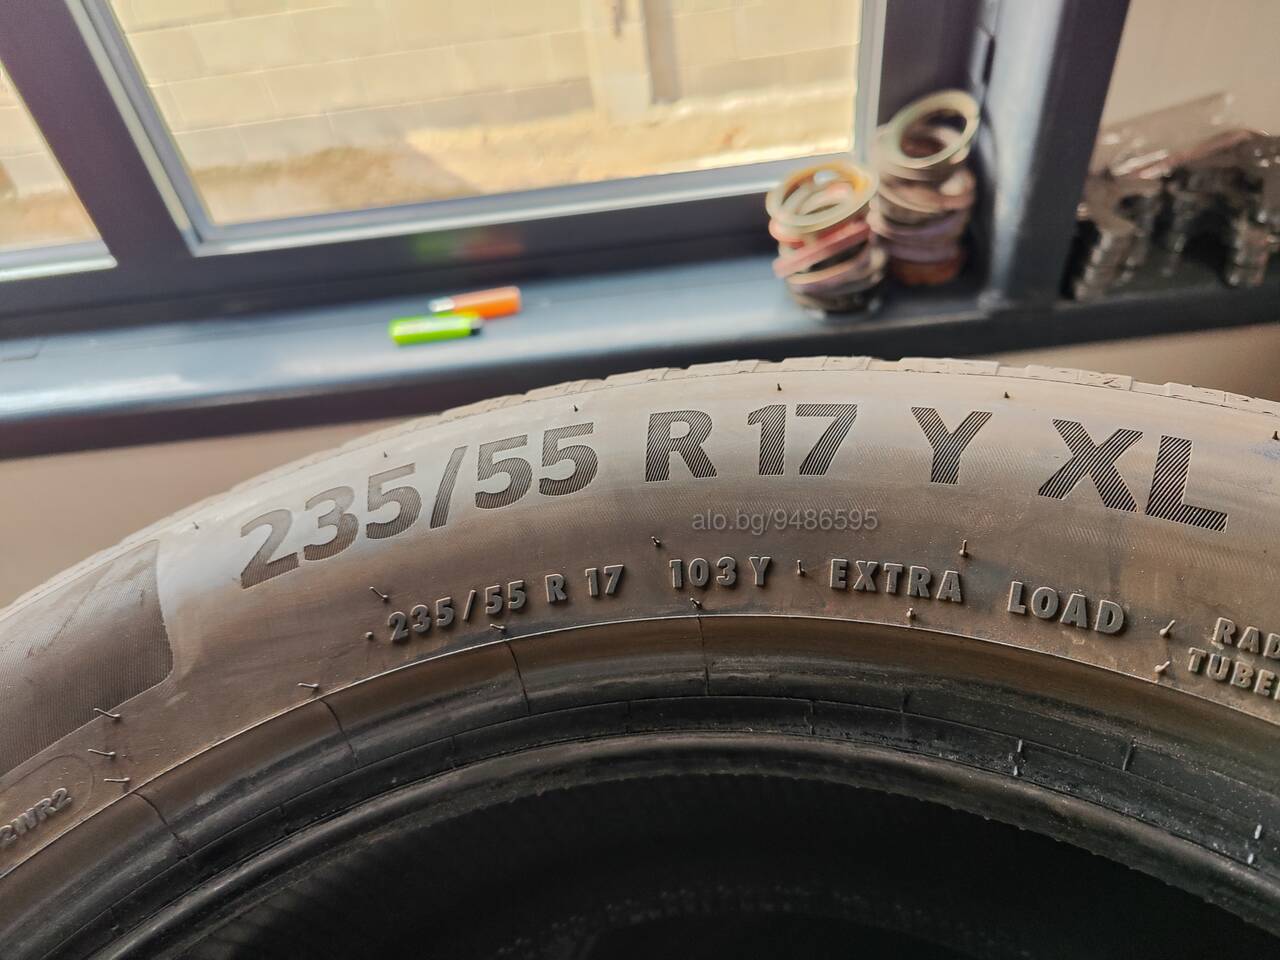 235/55 R 17 Y XL
alo.bg/9486595
235/55 R 17 103 Y EXTRA LOAD